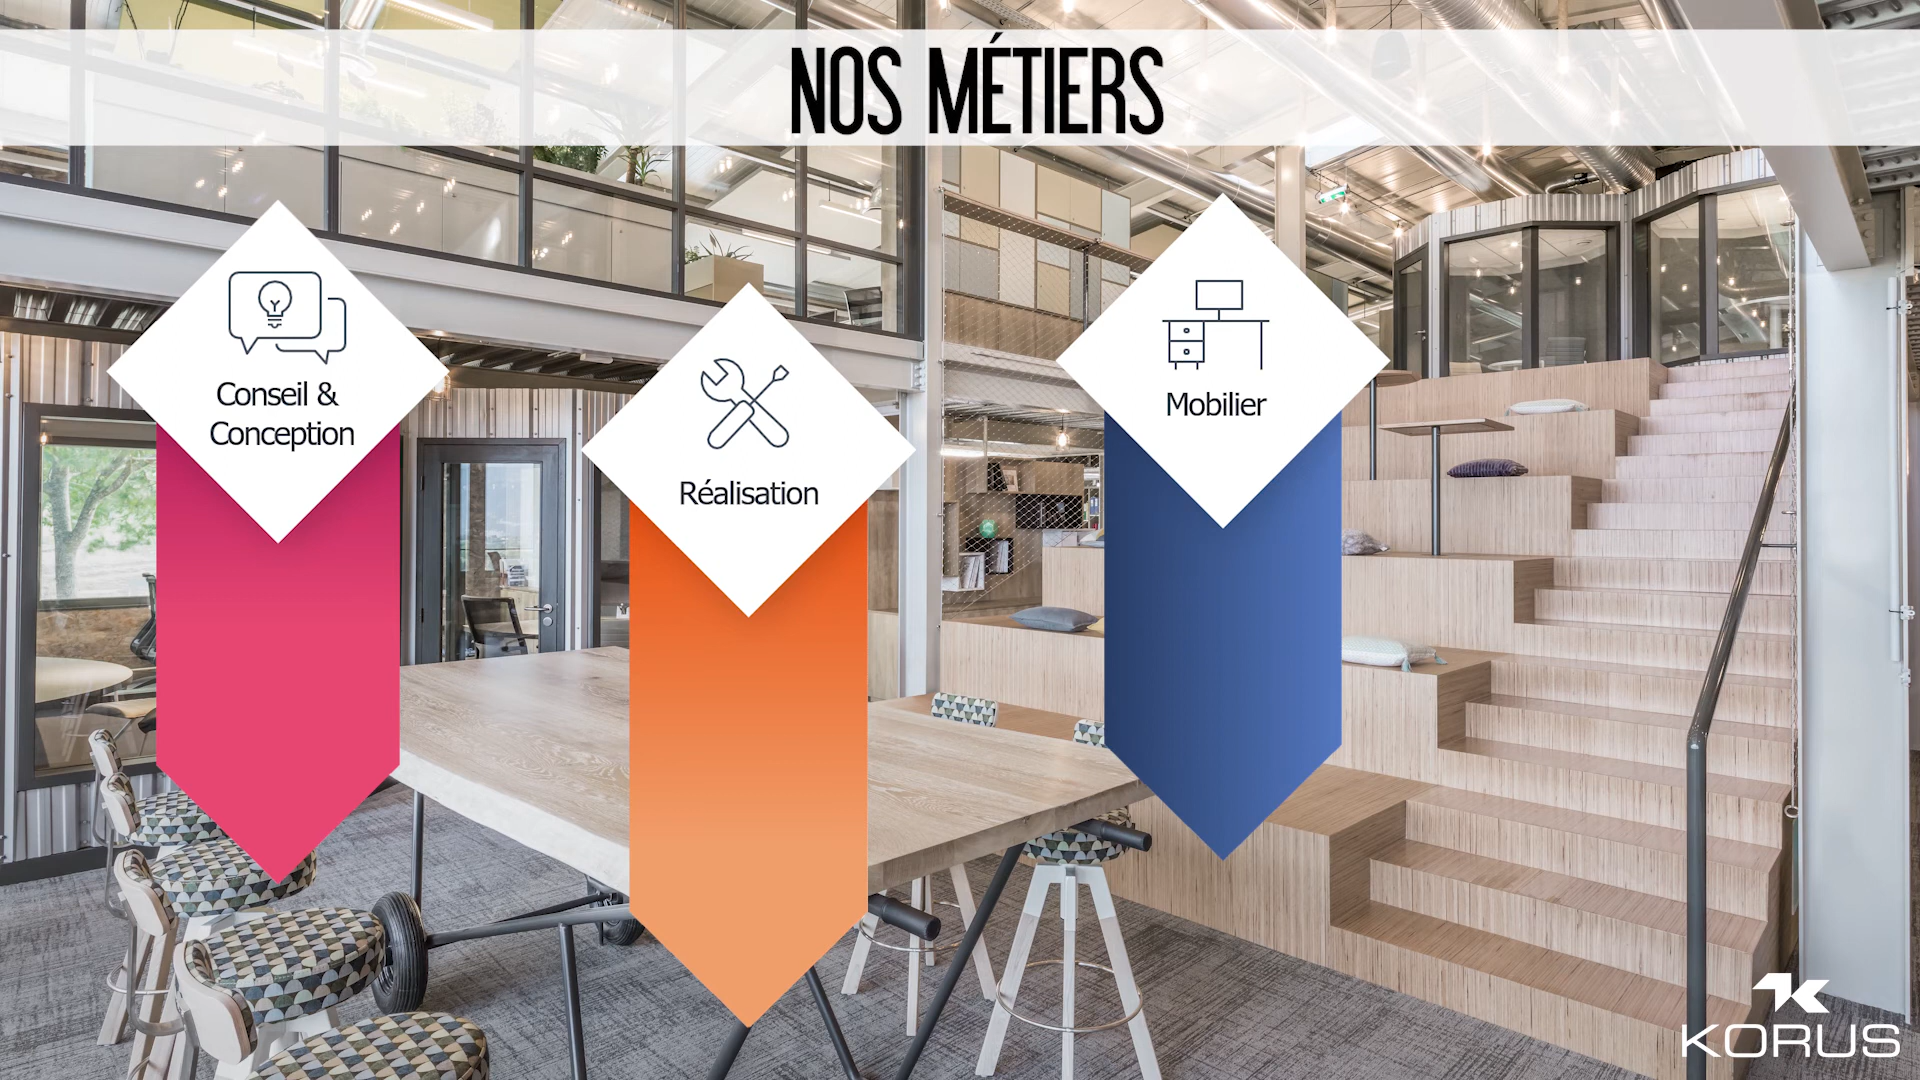 NOS MÉTIERS
Conseil &
Conception
Réalisation
Mobilier
KORUS